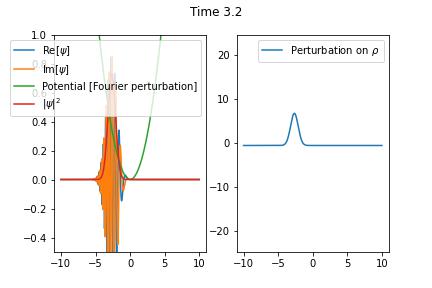 Time 3.2
Re[ψ]
Im[ψ]
Potential [Fourier perturbation]
|ψ|²
1.0
0.8
0.6
0.4
0.2
0.0
−0.2
−0.4
−10 −5 0 5 10
Perturbation on ρ
20
10
0
−10
−20
−10 −5 0 5 10